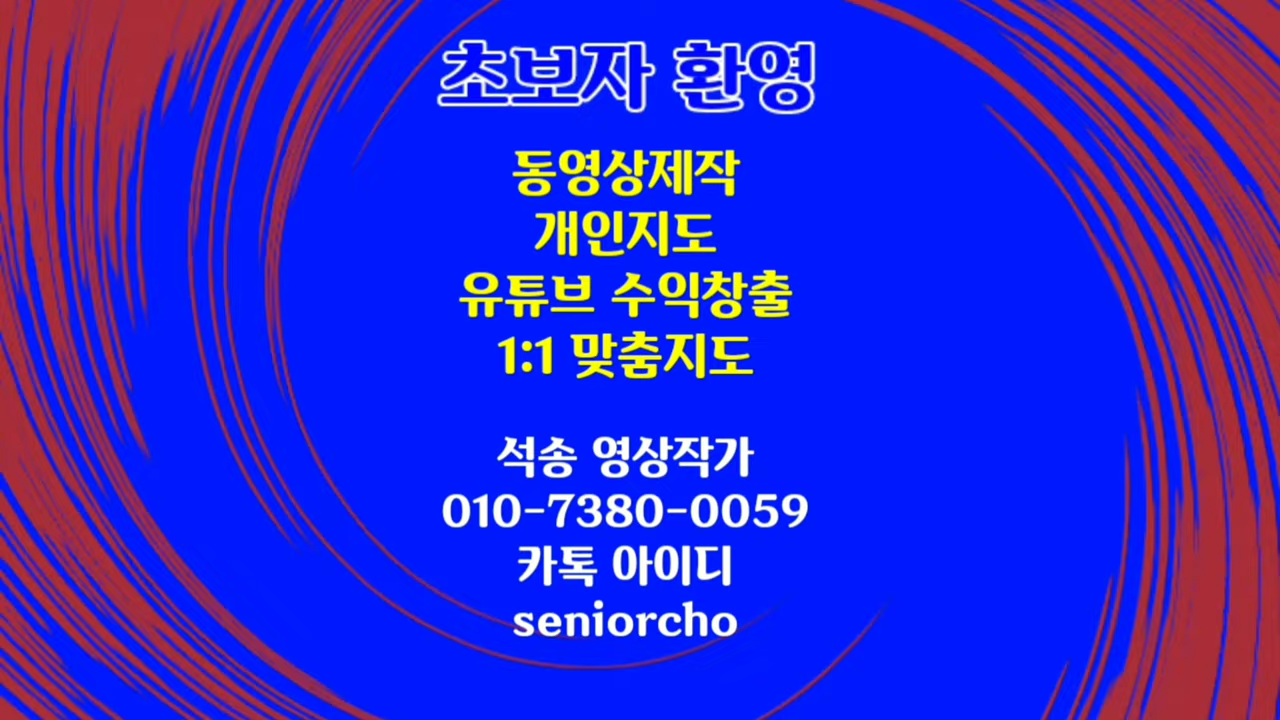 초보자 환영
동영상제작
개인지도
유튜브 수익창출
1:1 맞춤지도
석송 영상작가
010-7380-0059
카톡 아이디
seniorcho